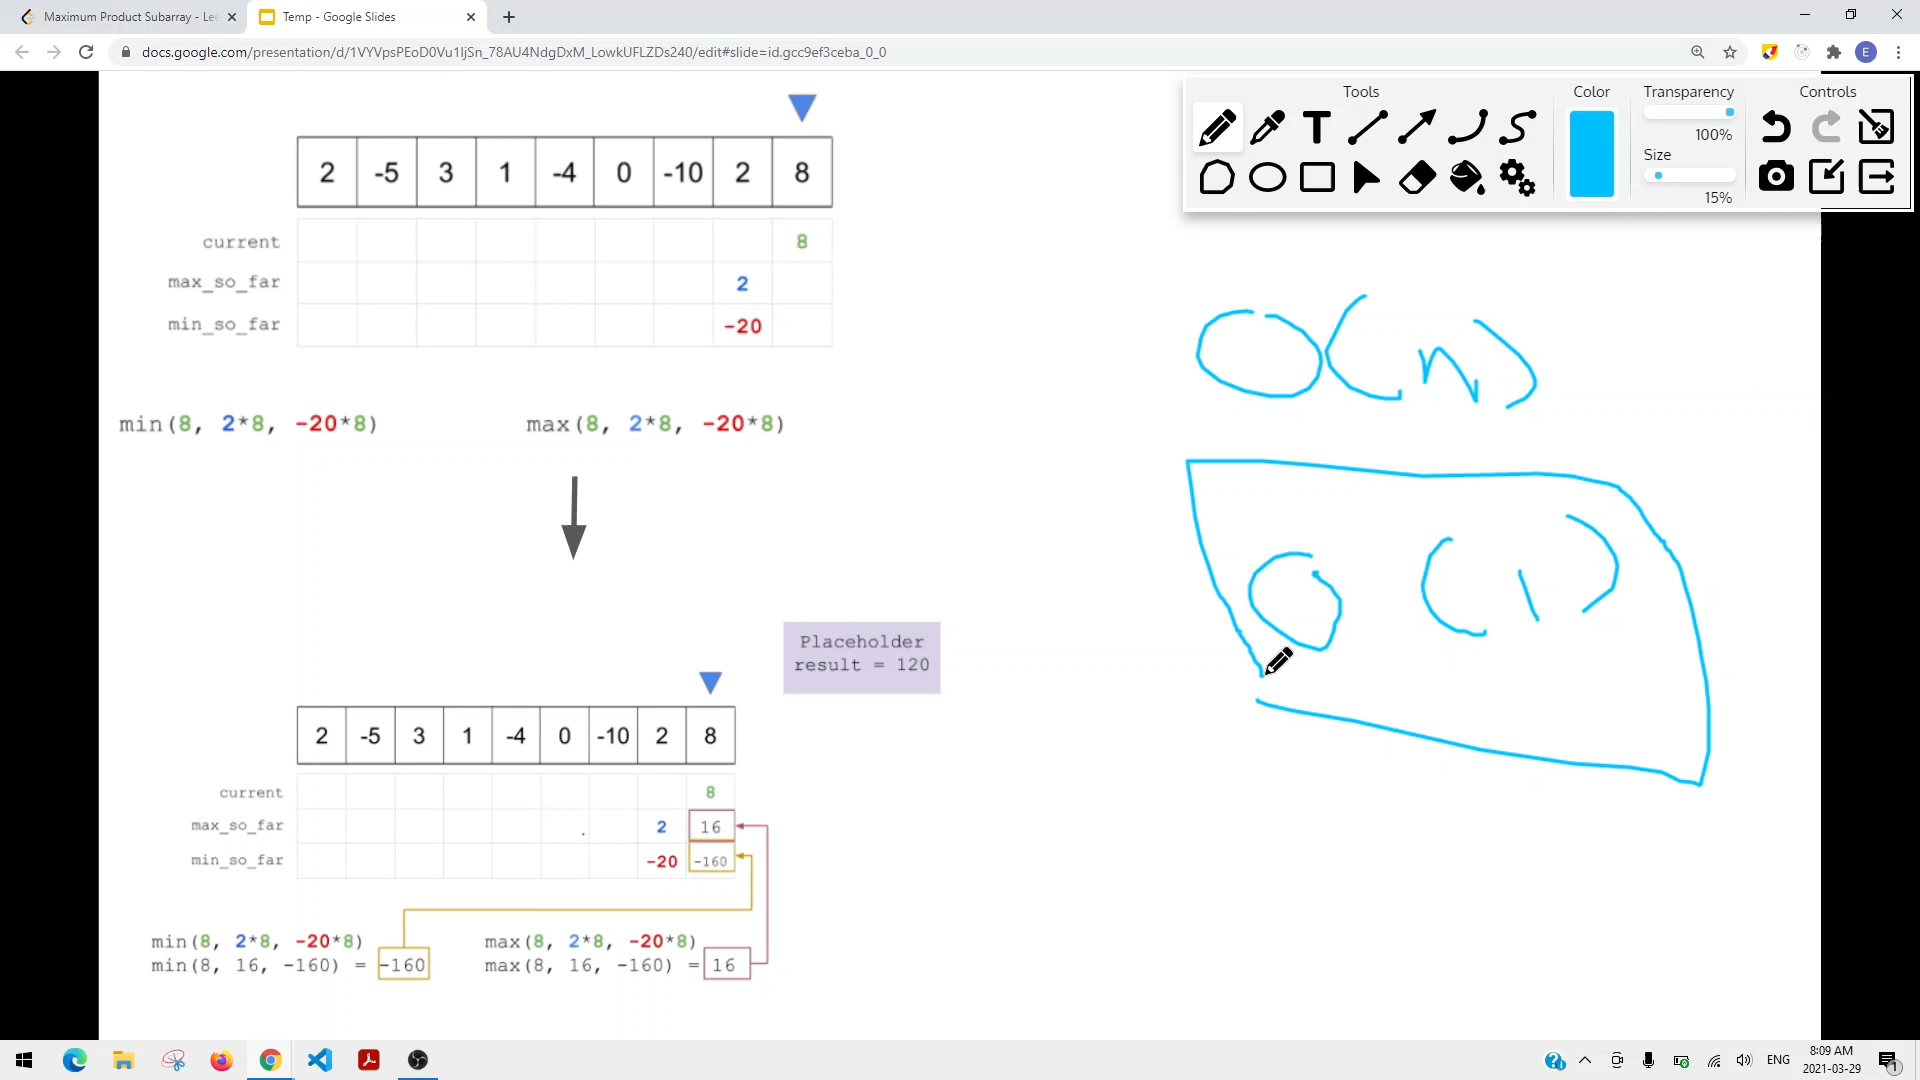 Maximum Product Subarray - Lee
Temp - Google Slides
docs.google.com/presentation/d/1VYVpsPEoD0Vu1IjSn_78AU4NdgDxM_LowkUFLZDs240/edit#slide=id.gcc9ef3ceba_0_0
E
Tools
Color
Transparency
Controls
100%
Size
15%
T
2 -5 3 1 -4 0 -10 2 8
current 8
max_so_far 2
min_so_far -20
O(n)
min(8, 2*8, -20*8) max(8, 2*8, -20*8)
O (1)
Placeholder
result = 120
2 -5 3 1 -4 0 -10 2 8
current 8
max_so_far 2 16
min_so_far -20 -160
min(8, 2*8, -20*8) max(8, 2*8, -20*8)
min(8, 16, -160) = -160 max(8, 16, -160) = 16
ENG
8:09 AM
2021-03-29
1